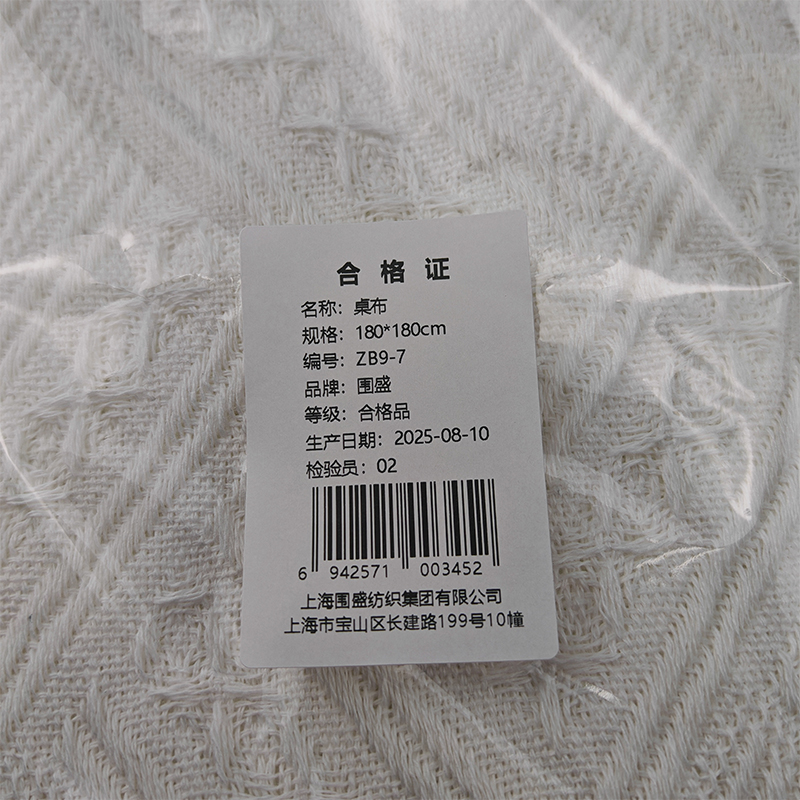 合格证
名称：桌布
规格：180*180cm
编号：ZB9-7
品牌：围盛
等级：合格品
生产日期：2025-08-10
检验员：02
6 942571 003452
上海围盛纺织集团有限公司
上海市宝山区长建路199号10幢